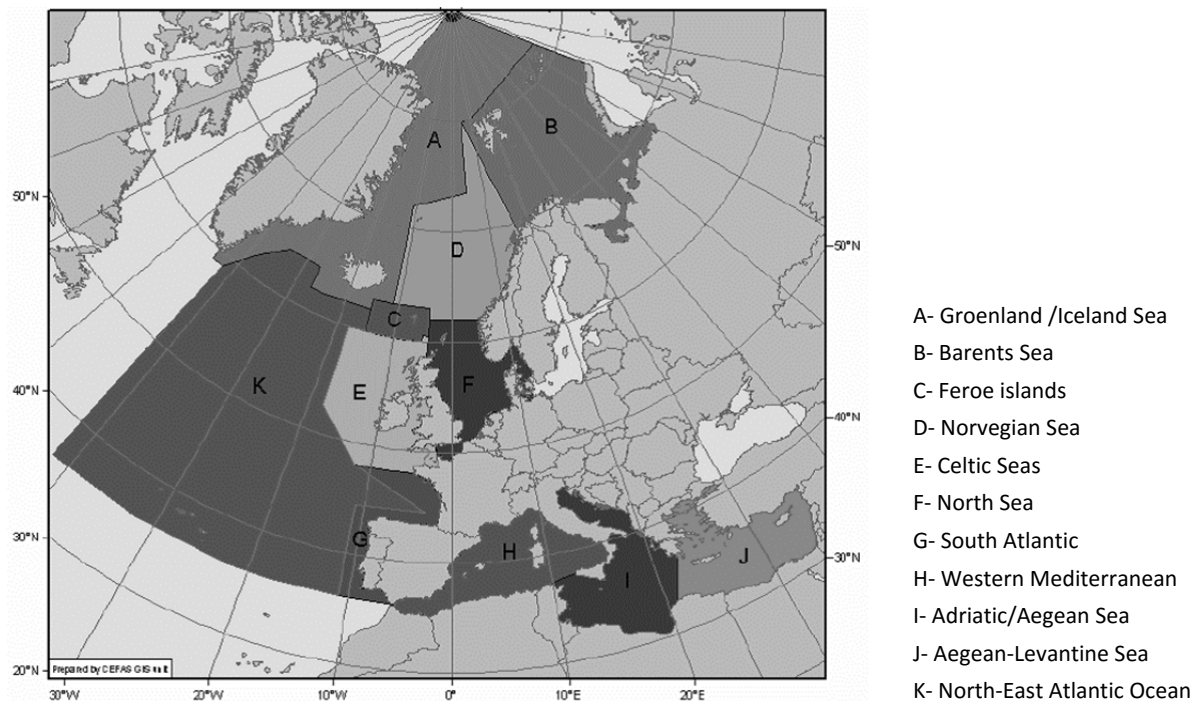 A
B
50°N
D
50°N
C
A- Groenland /Iceland Sea
B- Barents Sea
K
E
F
C- Feroe islands
40°N
40°N
D- Norvegian Sea
E- Celtic Seas
F- North Sea
30°N
G
H
J
30°N
G- South Atlantic
I
H- Western Mediterranean
I- Adriatic/Aegean Sea
J- Aegean-Levantine Sea
Prepared by CEFAS GIS unit
20°N
K- North-East Atlantic Ocean
30°W
20°W
10°W
0°
10°E
20°E